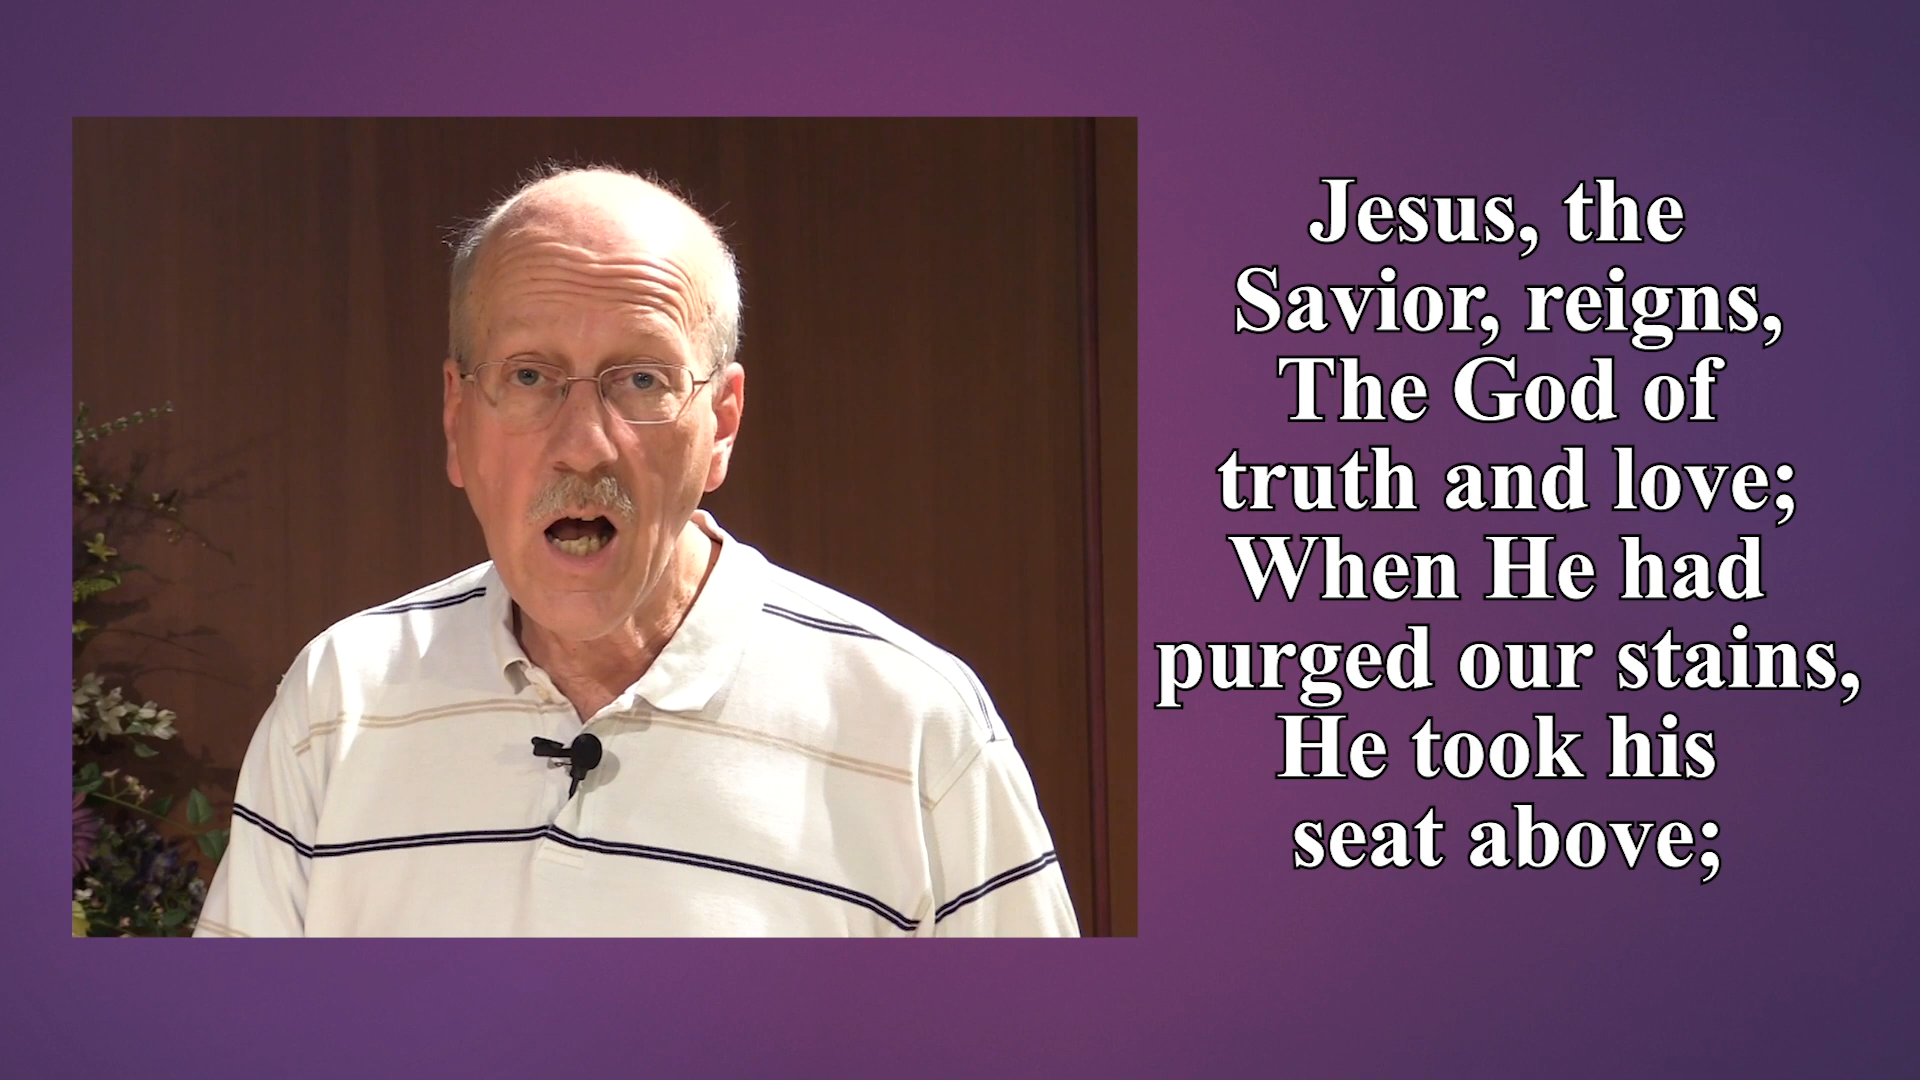 Jesus, the
Savior, reigns,
The God of
truth and love;
When He had
purged our stains,
He took his
seat above;